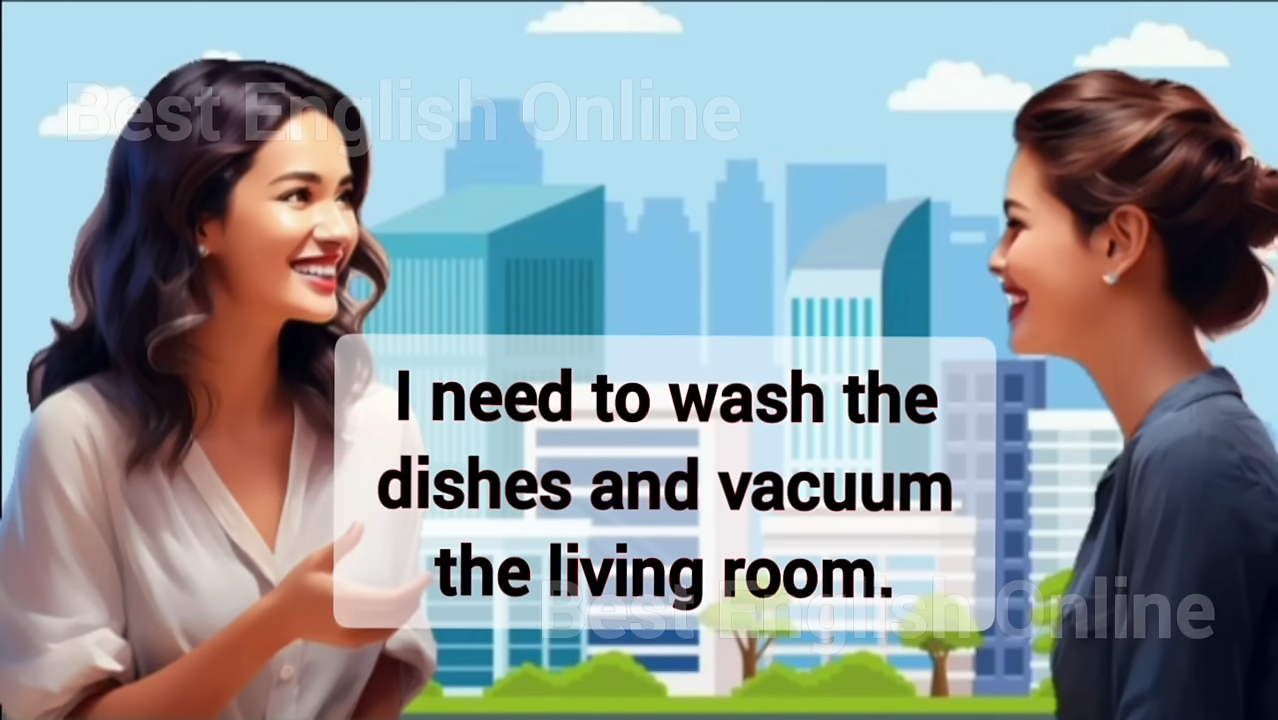 Best English Online
I need to wash the
dishes and vacuum
the living room.
Best English Online